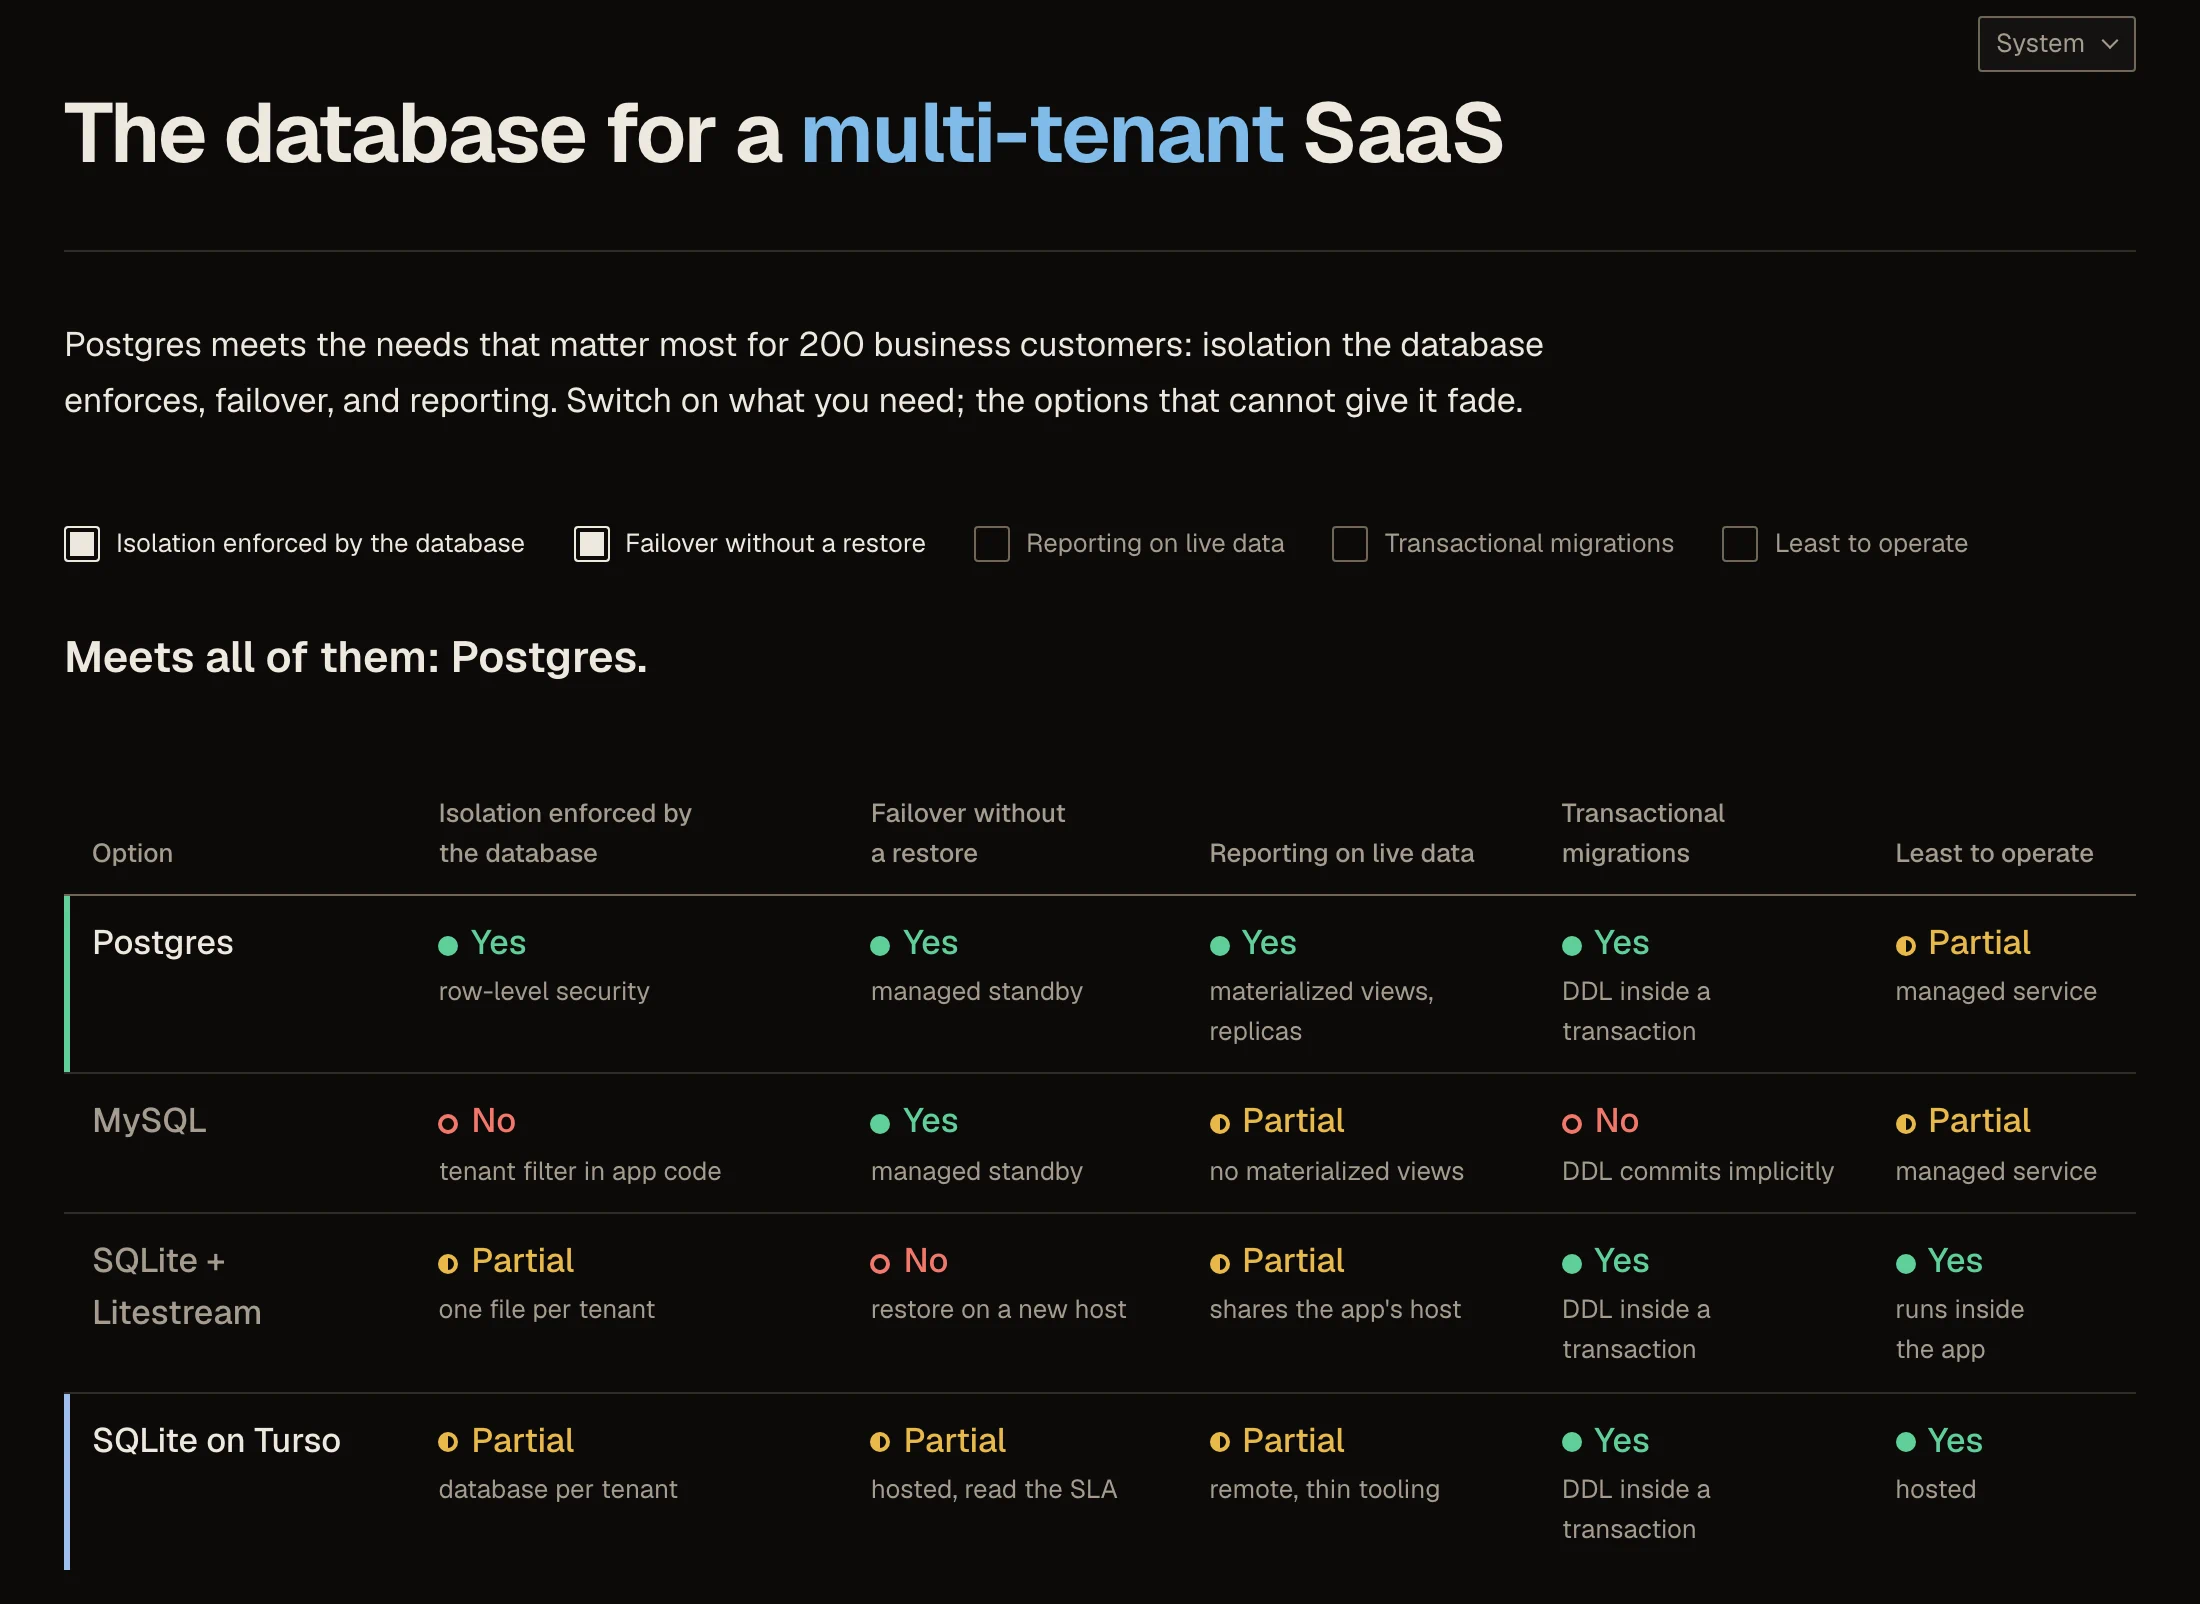 System
The database for a multi-tenant SaaS
Postgres meets the needs that matter most for 200 business customers: isolation the database
enforces, failover, and reporting. Switch on what you need; the options that cannot give it fade.
Isolation enforced by the database
Failover without a restore
Reporting on live data
Transactional migrations
Least to operate
Meets all of them: Postgres.
Option
Isolation enforced by
the database
Failover without
a restore
Reporting on live data
Transactional
migrations
Least to operate
Postgres
Yes
row-level security
Yes
managed standby
Yes
materialized views,
replicas
Yes
DDL inside a
transaction
Partial
managed service
MySQL
No
tenant filter in app code
Yes
managed standby
Partial
no materialized views
No
DDL commits implicitly
Partial
managed service
SQLite +
Litestream
Partial
one file per tenant
No
restore on a new host
Partial
shares the app's host
Yes
DDL inside a
transaction
Yes
runs inside
the app
SQLite on Turso
Partial
database per tenant
Partial
hosted, read the SLA
Partial
remote, thin tooling
Yes
DDL inside a
transaction
Yes
hosted